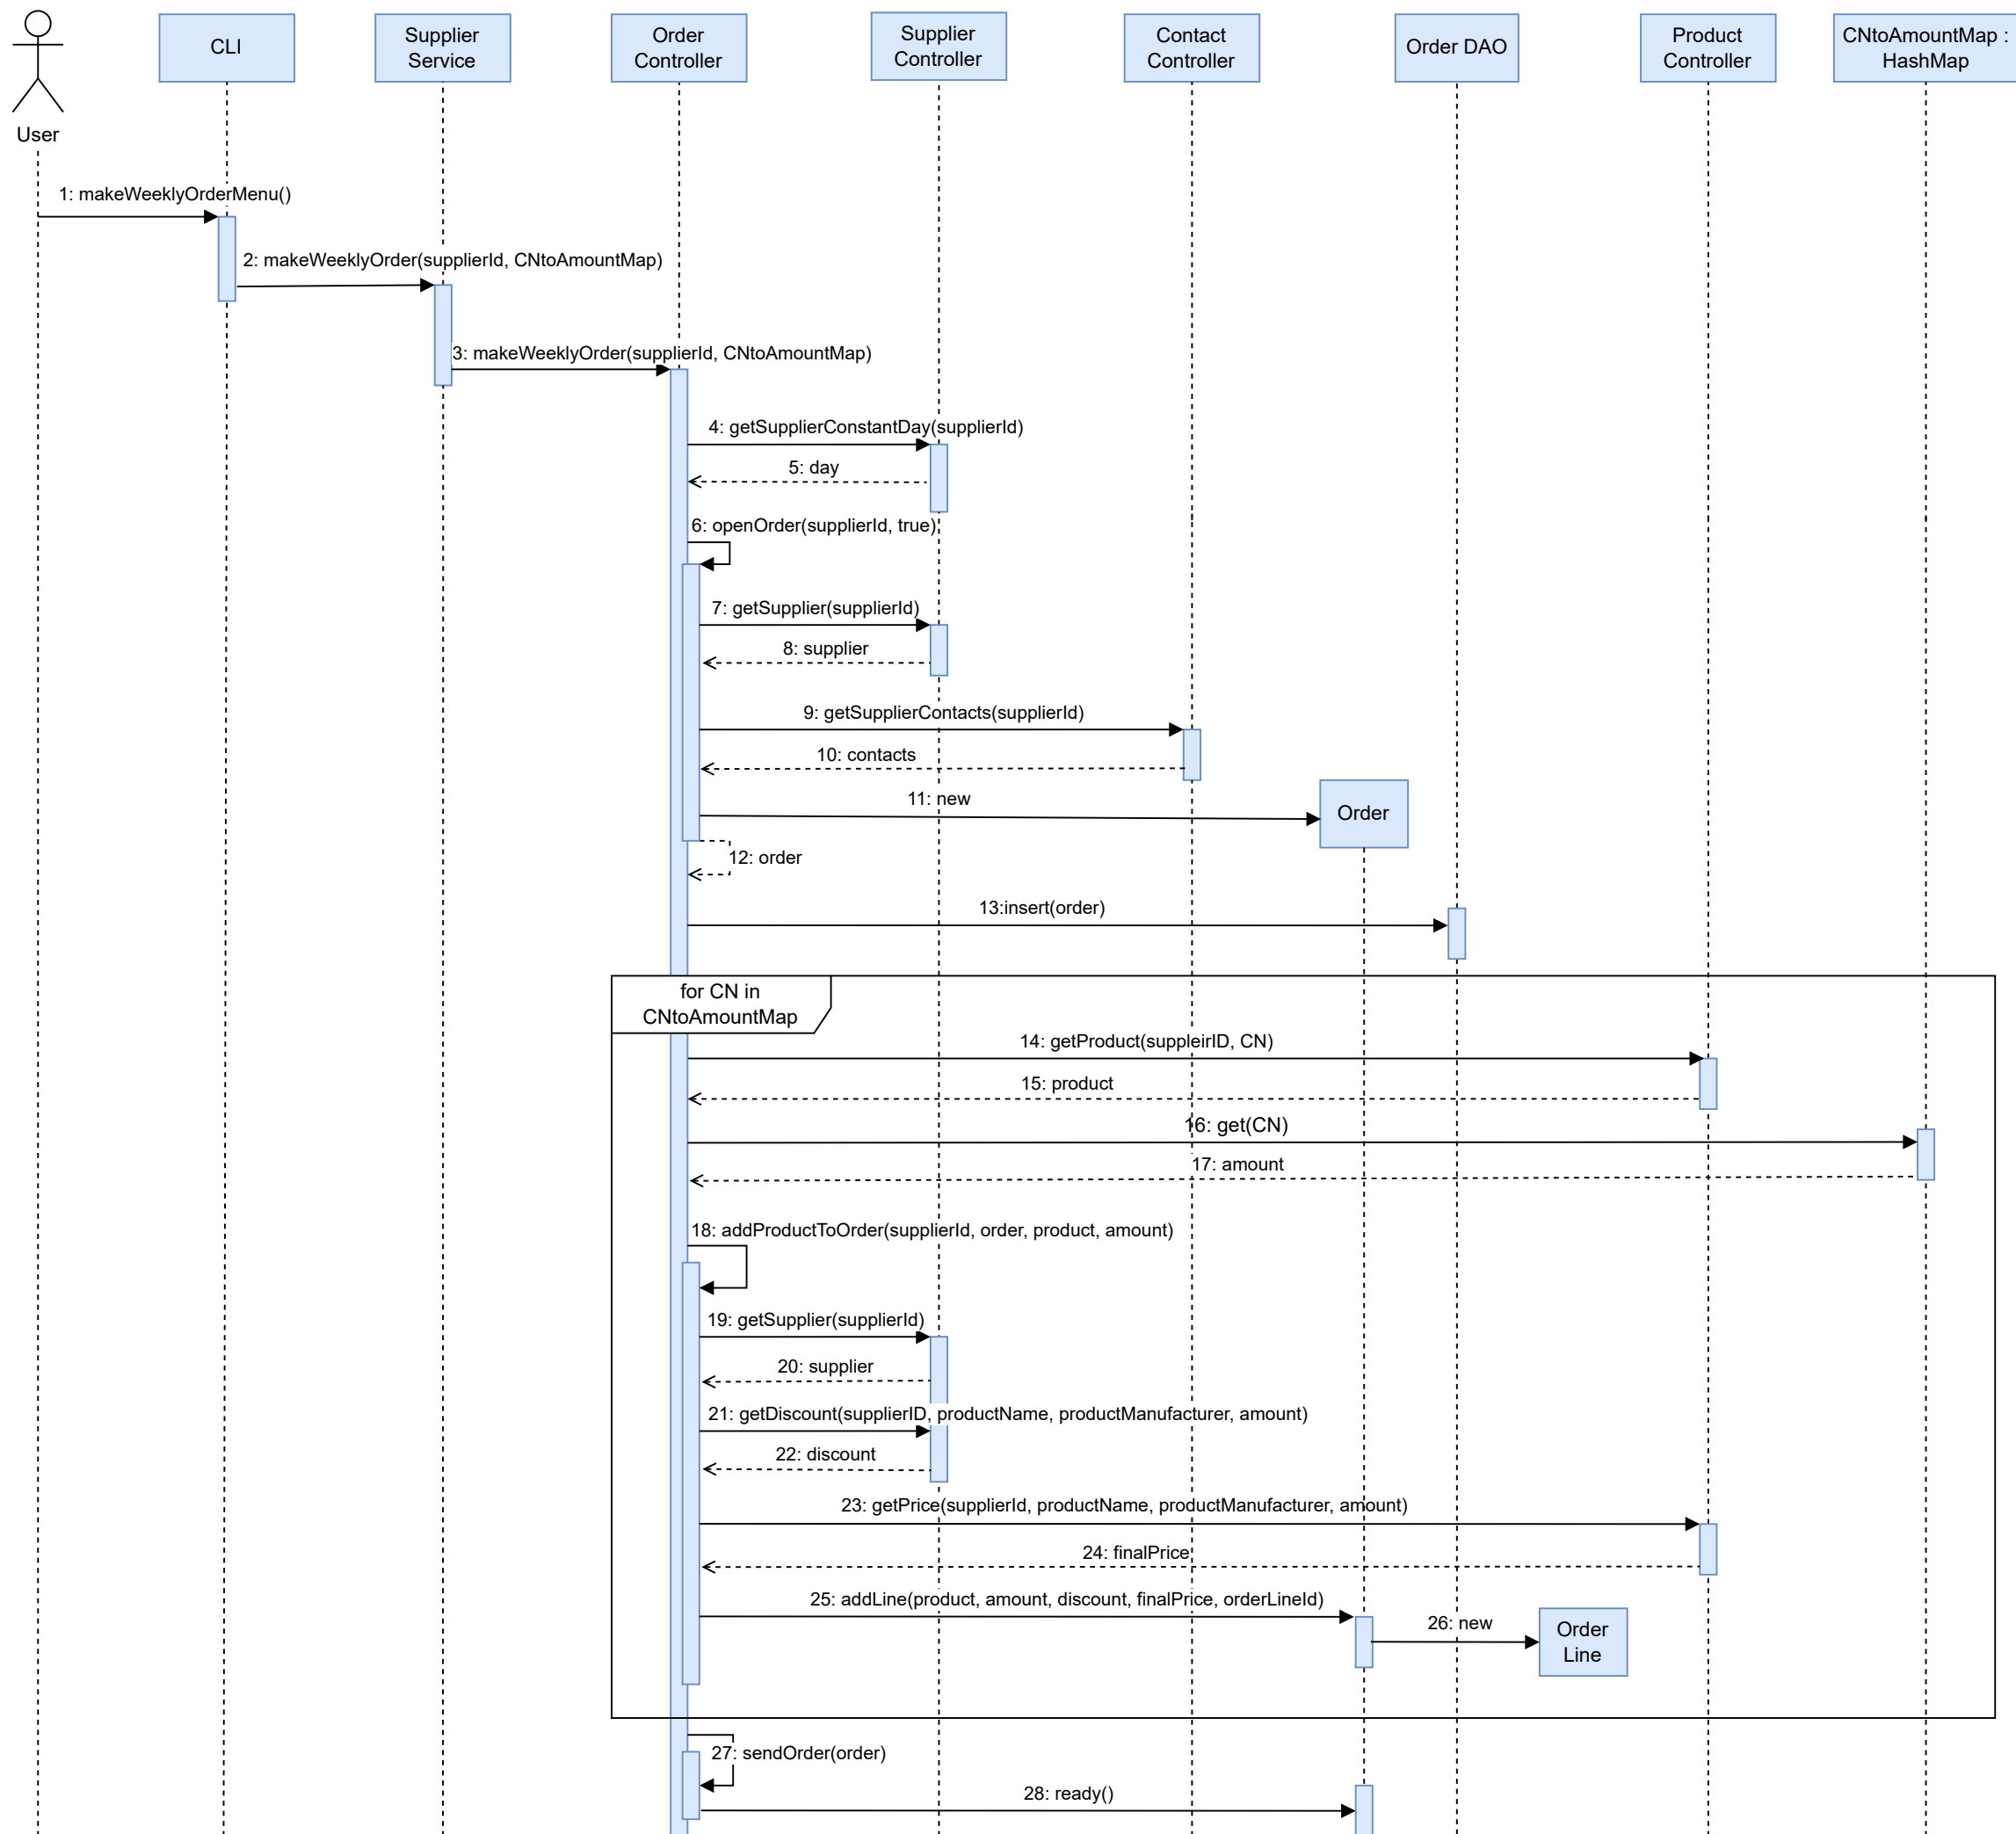 CLI
Supplier
Service
Order
Controller
Supplier
Controller
Contact
Controller
Order DAO
Product
Controller
CNtoAmountMap :
HashMap
User
1: makeWeeklyOrderMenu()
2: makeWeeklyOrder(supplierId, CNtoAmountMap)
3: makeWeeklyOrder(supplierId, CNtoAmountMap)
4: getSupplierConstantDay(supplierId)
5: day
6: openOrder(supplierId, true)
7: getSupplier(supplierId)
8: supplier
9: getSupplierContacts(supplierId)
10: contacts
11: new
Order
12: order
13:insert(order)
for CN in
CNtoAmountMap
14: getProduct(suppleirID, CN)
15: product
16: get(CN)
17: amount
18: addProductToOrder(supplierId, order, product, amount)
19: getSupplier(supplierId)
20: supplier
21: getDiscount(supplierID, productName, productManufacturer, amount)
22: discount
23: getPrice(supplierId, productName, productManufacturer, amount)
24: finalPrice
25: addLine(product, amount, discount, finalPrice, orderLineId)
26: new
Order
Line
27: sendOrder(order)
28: ready()